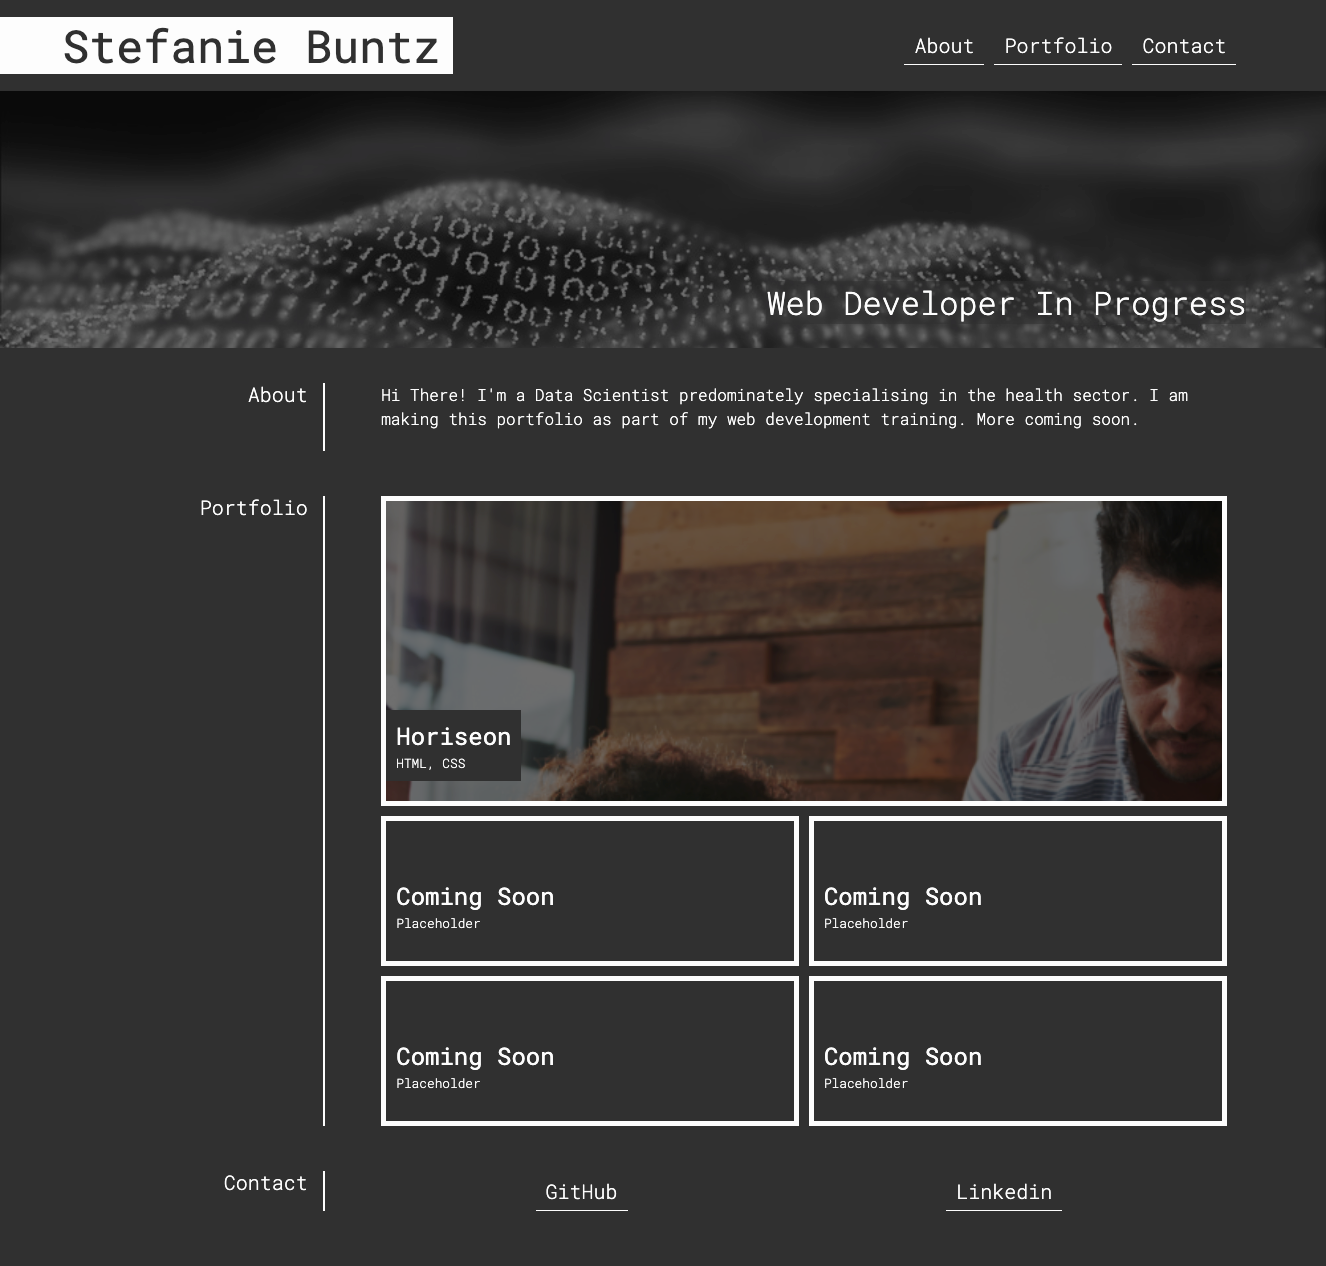 Stefanie Buntz
About Portfolio Contact
Web Developer In Progress
About
Hi There! I'm a Data Scientist predominately specialising in the health sector. I am
making this portfolio as part of my web development training. More coming soon.
Portfolio
Horiseon
HTML, CSS
Coming Soon
Placeholder
Coming Soon
Placeholder
Coming Soon
Placeholder
Coming Soon
Placeholder
Contact
GitHub
Linkedin